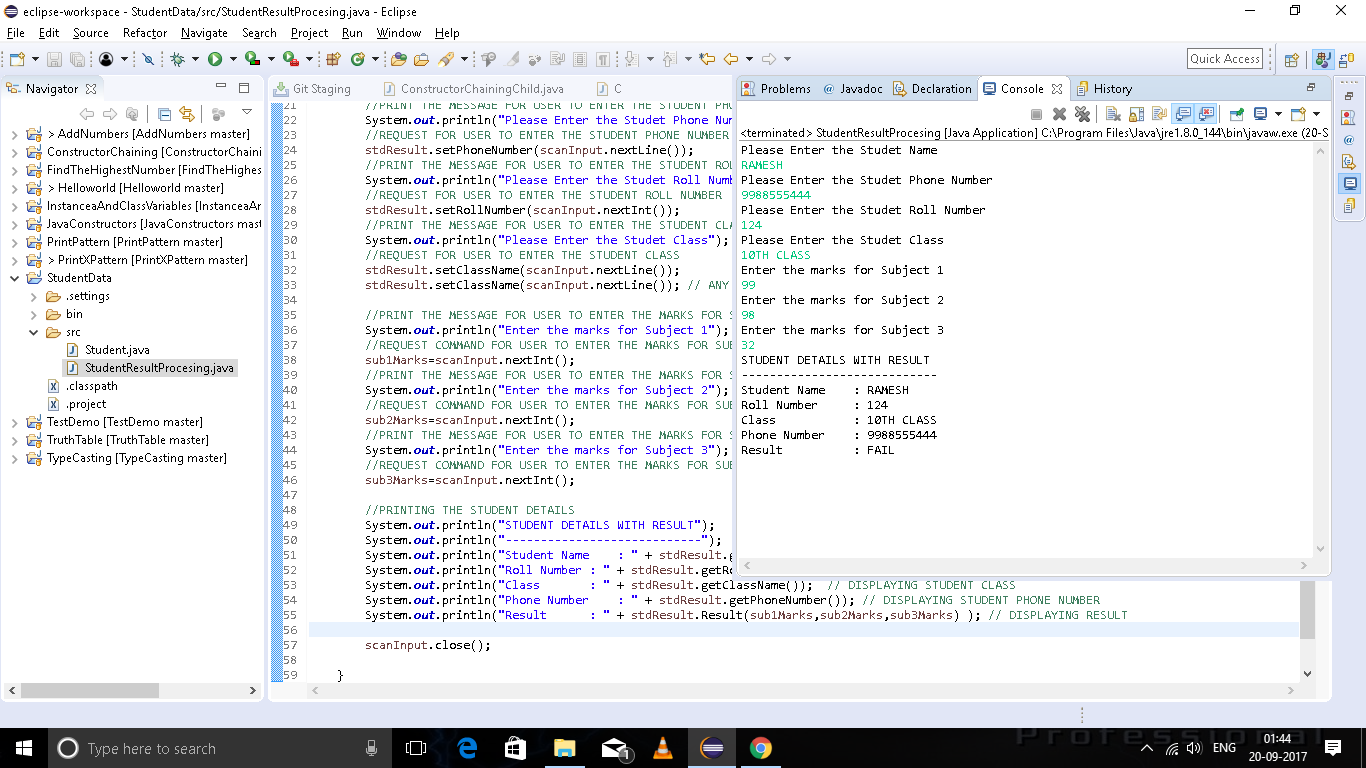 eclipse-workspace - StudentData/src/StudentResultProcesing.java - Eclipse
File Edit Source Refactor Navigate Search Project Run Window Help
Quick Access
Navigator
> AddNumbers [AddNumbers master]
ConstructorChaining [ConstructorChaini
FindTheHighestNumber [FindTheHighes
> Helloworld [Helloworld master]
InstanceaAndClassVariables [InstanceaAr
JavaConstructors [JavaConstructors mast
PrintPattern [PrintPattern master]
> PrintXPattern [PrintXPattern master]
StudentData
.settings
bin
src
Student.java
StudentResultProcesing.java
.classpath
.project
TestDemo [TestDemo master]
TruthTable [TruthTable master]
TypeCasting [TypeCasting master]
Git Staging ConstructorChainingChild.java C
21 //PRINT THE MESSAGE FOR USER TO ENTER THE STUDENT PHO
22 System.out.println("Please Enter the Studet Phone Num
23 //REQUEST FOR USER TO ENTER THE STUDENT PHONE NUMBER
24 stdResult.setPhoneNumber(scanInput.nextLine());
25 //PRINT THE MESSAGE FOR USER TO ENTER THE STUDENT ROL
26 System.out.println("Please Enter the Studet Roll Numb
27 //REQUEST FOR USER TO ENTER THE STUDENT ROLL NUMBER
28 stdResult.setRollNumber(scanInput.nextInt());
29 //PRINT THE MESSAGE FOR USER TO ENTER THE STUDENT CLA
30 System.out.println("Please Enter the Studet Class");
31 //REQUEST FOR USER TO ENTER THE STUDENT CLASS
32 stdResult.setClassName(scanInput.nextLine());
33 stdResult.setClassName(scanInput.nextLine()); // ANY
34
35 //PRINT THE MESSAGE FOR USER TO ENTER THE MARKS FOR S
36 System.out.println("Enter the marks for Subject 1");
37 //REQUEST COMMAND FOR USER TO ENTER THE MARKS FOR SUB
38 sub1Marks=scanInput.nextInt();
39 //PRINT THE MESSAGE FOR USER TO ENTER THE MARKS FOR S
40 System.out.println("Enter the marks for Subject 2");
41 //REQUEST COMMAND FOR USER TO ENTER THE MARKS FOR SUB
42 sub2Marks=scanInput.nextInt();
43 //PRINT THE MESSAGE FOR USER TO ENTER THE MARKS FOR S
44 System.out.println("Enter the marks for Subject 3");
45 //REQUEST COMMAND FOR USER TO ENTER THE MARKS FOR SUB
46 sub3Marks=scanInput.nextInt();
47
48 //PRINTING THE STUDENT DETAILS
49 System.out.println("STUDENT DETAILS WITH RESULT");
50 System.out.println("----------------------------");
51 System.out.println("Student Name    : " + stdResult.g
52 System.out.println("Roll Number : " + stdResult.getRo
53 System.out.println("Class       : " + stdResult.getClassName());  // DISPLAYING STUDENT CLASS
54 System.out.println("Phone Number    : " + stdResult.getPhoneNumber()); // DISPLAYING STUDENT PHONE NUMBER
55 System.out.println("Result      : " + stdResult.Result(sub1Marks,sub2Marks,sub3Marks) ); // DISPLAYING RESULT
56
57 scanInput.close();
58
59 }
Problems Javadoc Declaration Console History
<terminated> StudentResultProcesing [Java Application] C:\Program Files\Java\jre1.8.0_144\bin\javaw.exe (20-S
Please Enter the Studet Name
RAMESH
Please Enter the Studet Phone Number
9988555444
Please Enter the Studet Roll Number
124
Please Enter the Studet Class
10TH CLASS
Enter the marks for Subject 1
99
Enter the marks for Subject 2
98
Enter the marks for Subject 3
32
STUDENT DETAILS WITH RESULT
----------------------------
Student Name    : RAMESH
Roll Number     : 124
Class           : 10TH CLASS
Phone Number    : 9988555444
Result          : FAIL
Professional
Type here to search
1
ENG
01:44
20-09-2017